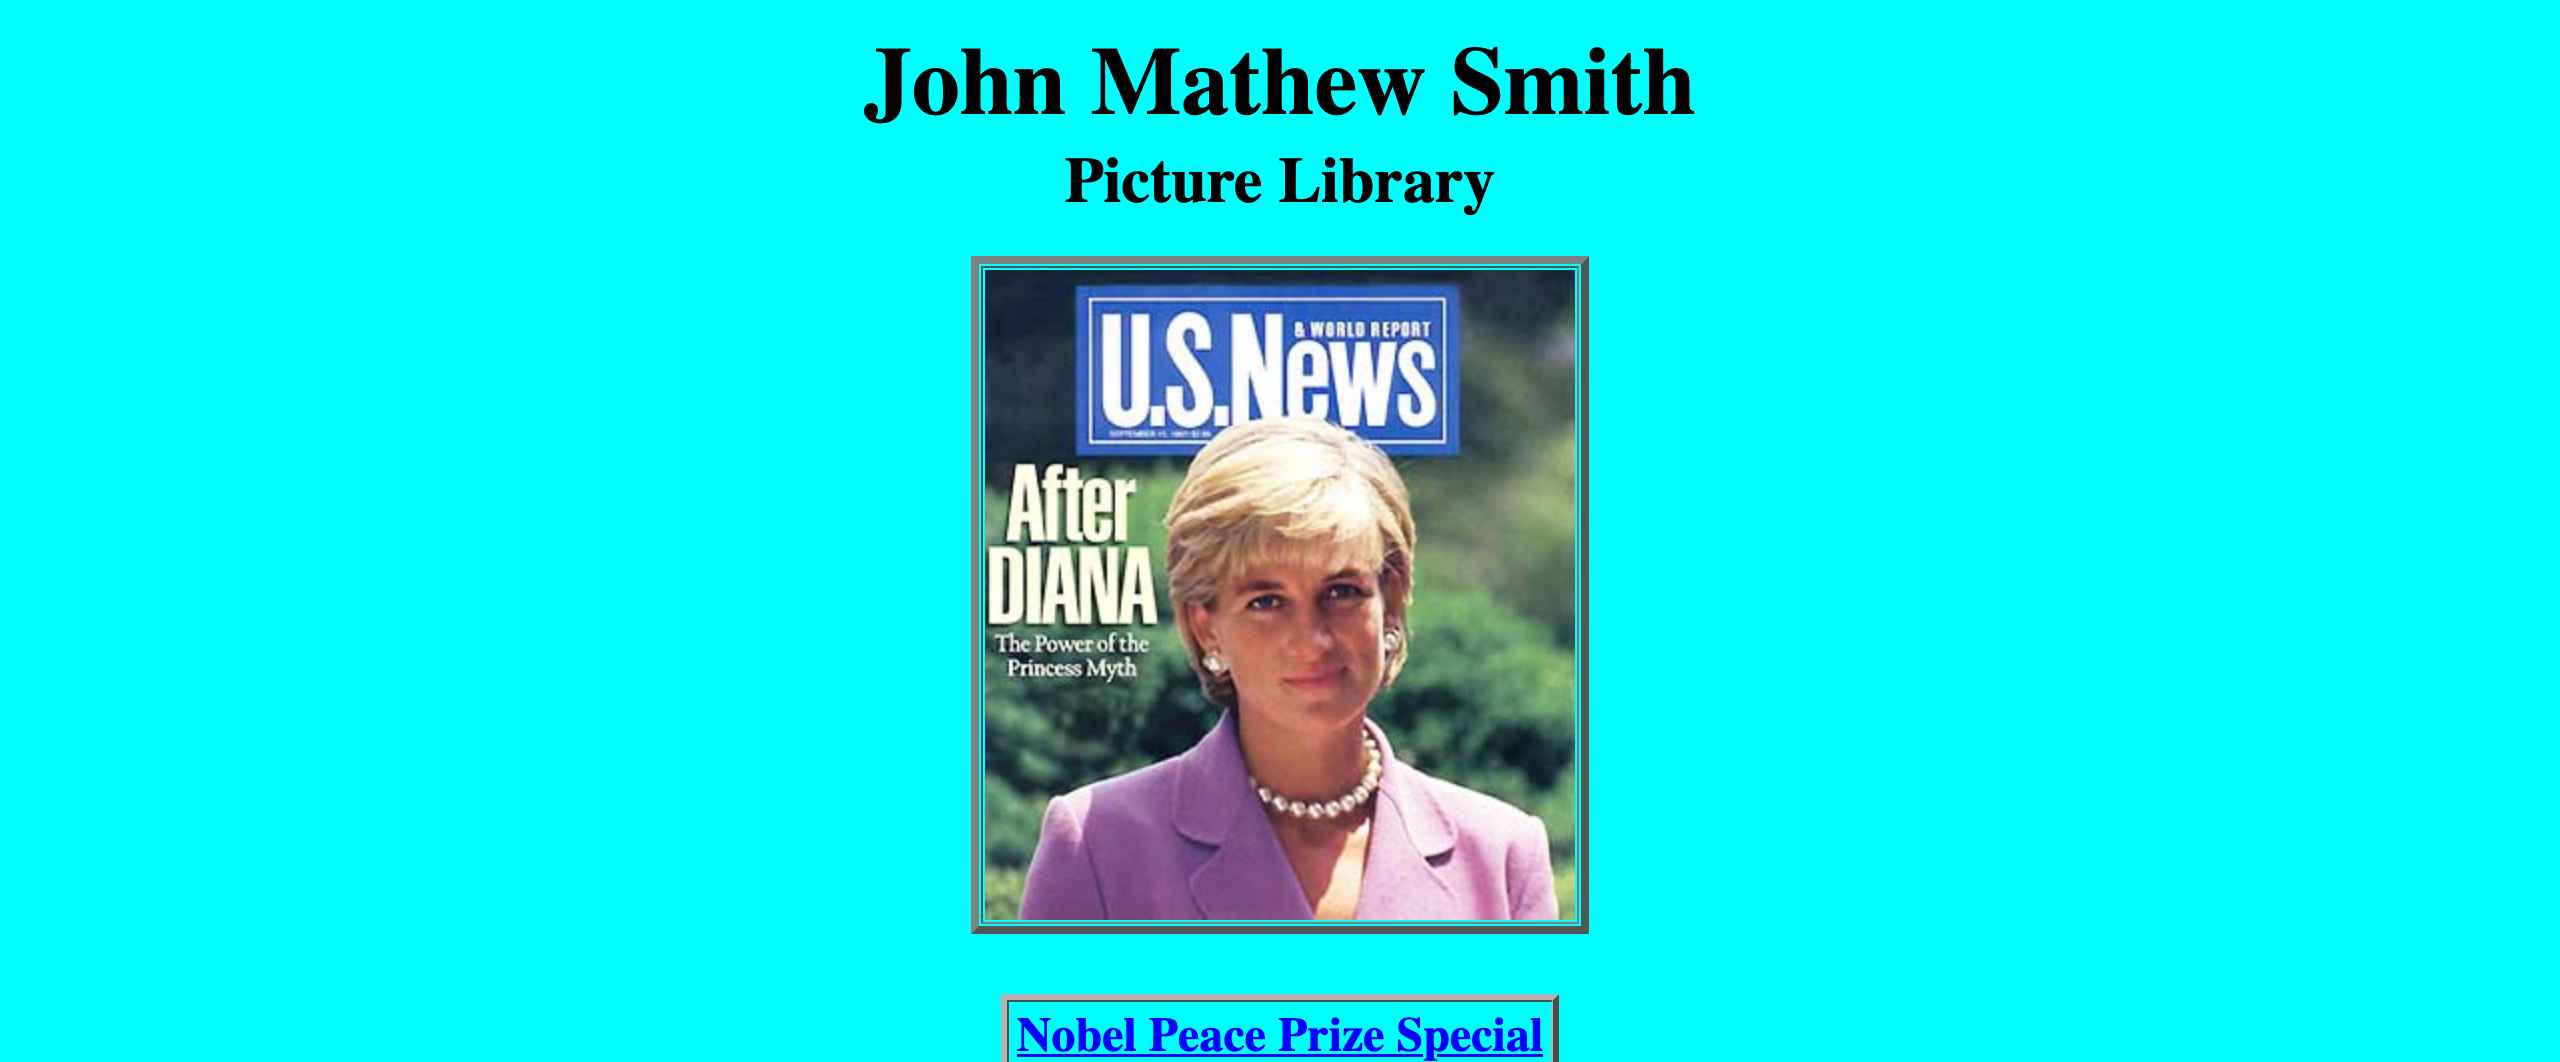 John Mathew Smith
Picture Library
& WORLD REPORT
U.S.News
After
DIANA
The Power of the
Princess Myth
Nobel Peace Prize Special